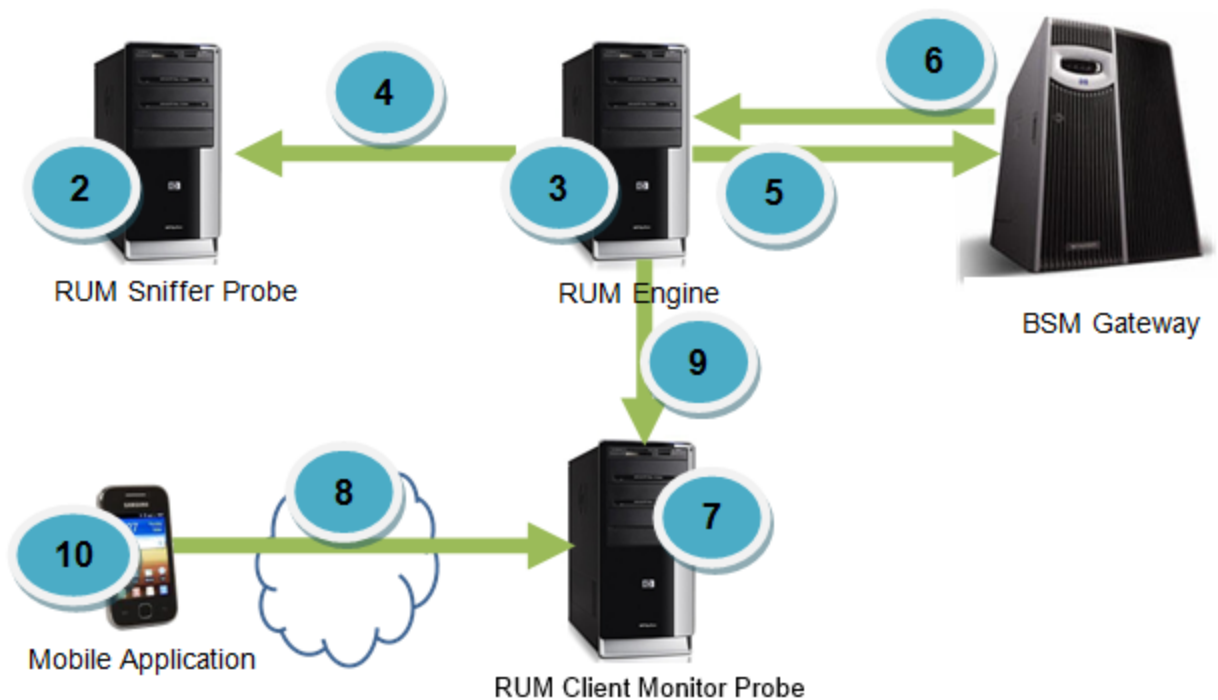 6
4
2
3
5
RUM Sniffer Probe
RUM Engine
BSM Gateway
9
8
7
10
SAMSUNG
Mobile Application
RUM Client Monitor Probe